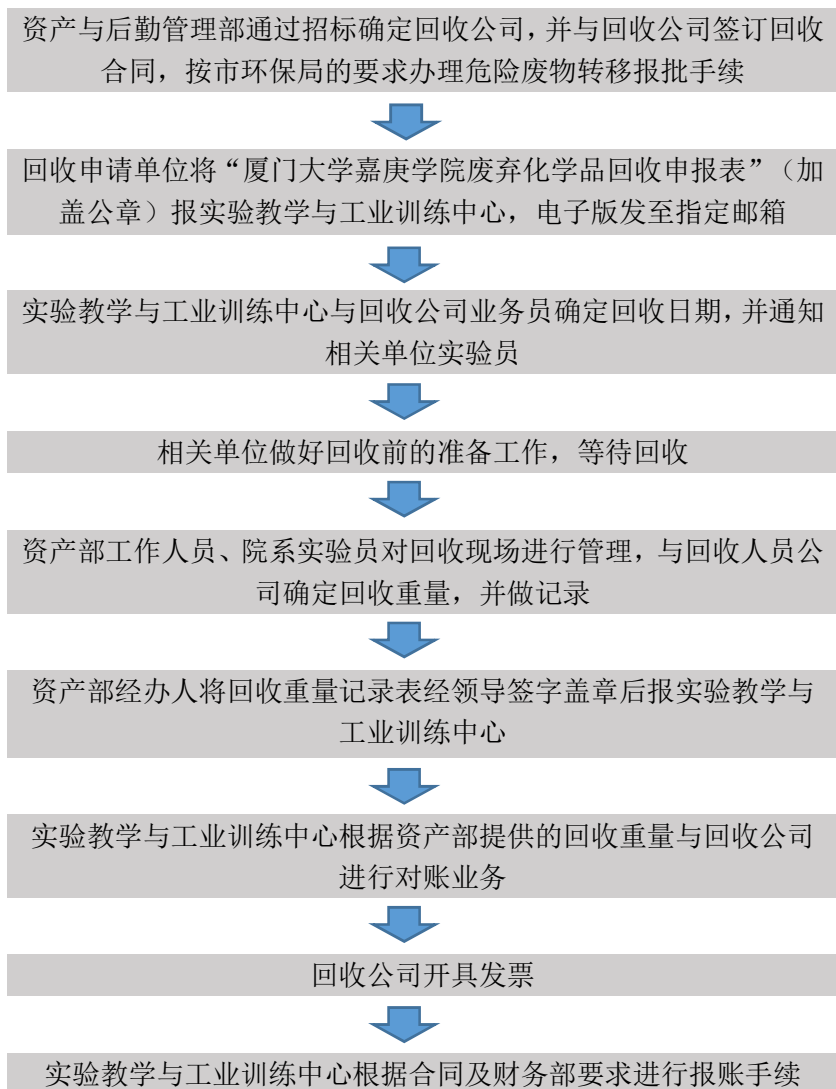 资产与后勤管理部通过招标确定回收公司，并与回收公司签订回收
合同，按市环保局的要求办理危险废物转移报批手续
回收申请单位将“厦门大学嘉庚学院废弃化学品回收申报表”（加
盖公章）报实验教学与工业训练中心，电子版发至指定邮箱
实验教学与工业训练中心与回收公司业务员确定回收日期，并通知
相关单位实验员
相关单位做好回收前的准备工作，等待回收
资产部工作人员、院系实验员对回收现场进行管理，与回收人员公
司确定回收重量，并做记录
资产部经办人将回收重量记录表经领导签字盖章后报实验教学与
工业训练中心
实验教学与工业训练中心根据资产部提供的回收重量与回收公司
进行对账业务
回收公司开具发票
实验教学与工业训练中心根据合同及财务部要求进行报账手续